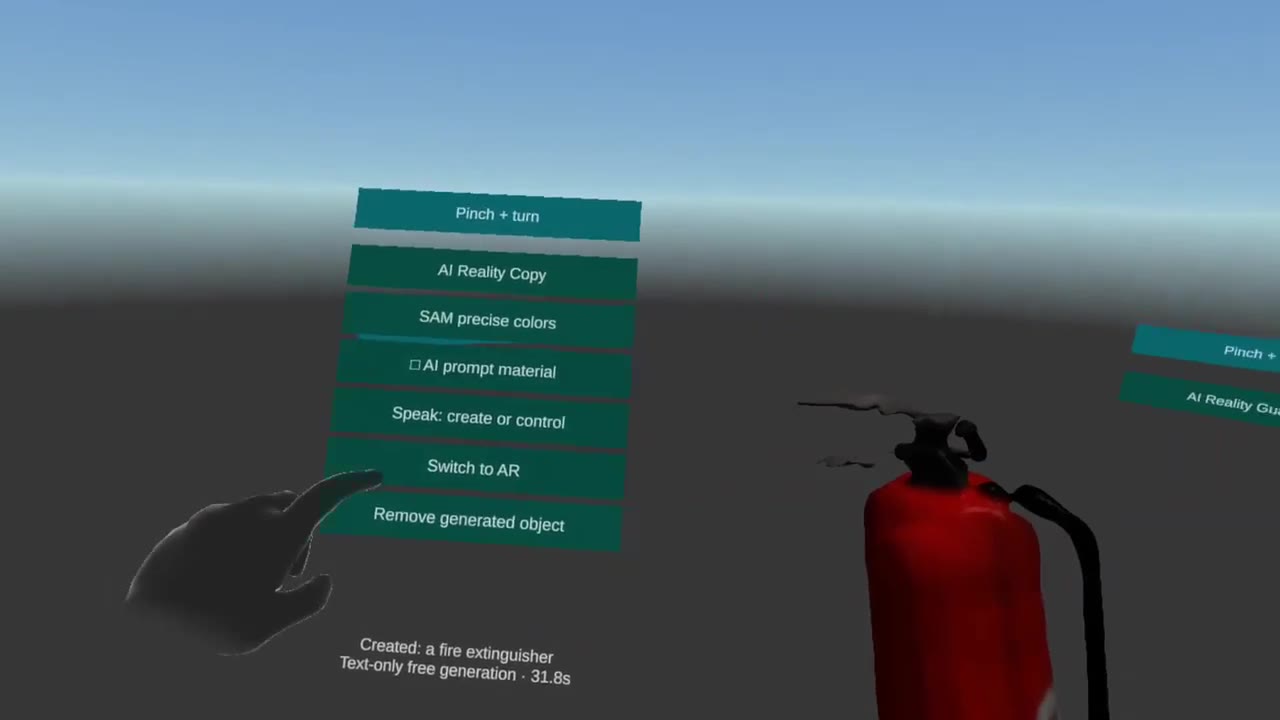 Pinch + turn
AI Reality Copy
SAM precise colors
□ AI prompt material
Speak: create or control
Switch to AR
Remove generated object
Created: a fire extinguisher
Text-only free generation · 31.8s
Pinch +
AI Reality